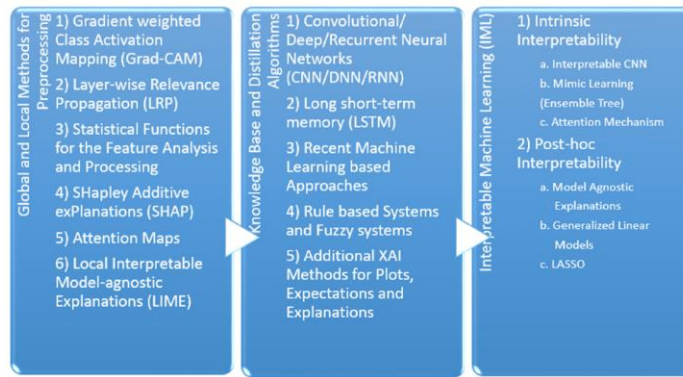 Global and Local Methods for
Preprocessing
1) Gradient weighted
Class Activation
Mapping (Grad-CAM)
2) Layer-wise Relevance
Propagation (LRP)
3) Statistical Functions
for the Feature Analysis
and Processing
4) SHapley Additive
exPlanations (SHAP)
5) Attention Maps
6) Local Interpretable
Model-agnostic
Explanations (LIME)
Knowledge Base and Distillation
Algorithms
1) Convolutional/
Deep/Recurrent Neural
Networks
(CNN/DNN/RNN)
2) Long short-term
memory (LSTM)
3) Recent Machine
Learning based
Approaches
4) Rule based Systems
and Fuzzy systems
5) Additional XAI
Methods for Plots,
Expectations and
Explanations
Interpretable Machine Learning (IML)
1) Intrinsic
Interpretability
a. Interpretable CNN
b. Mimic Learning
(Ensemble Tree)
c. Attention Mechanism
2) Post-hoc
Interpretability
a. Model Agnostic
Explanations
b. Generalized Linear
Models
c. LASSO